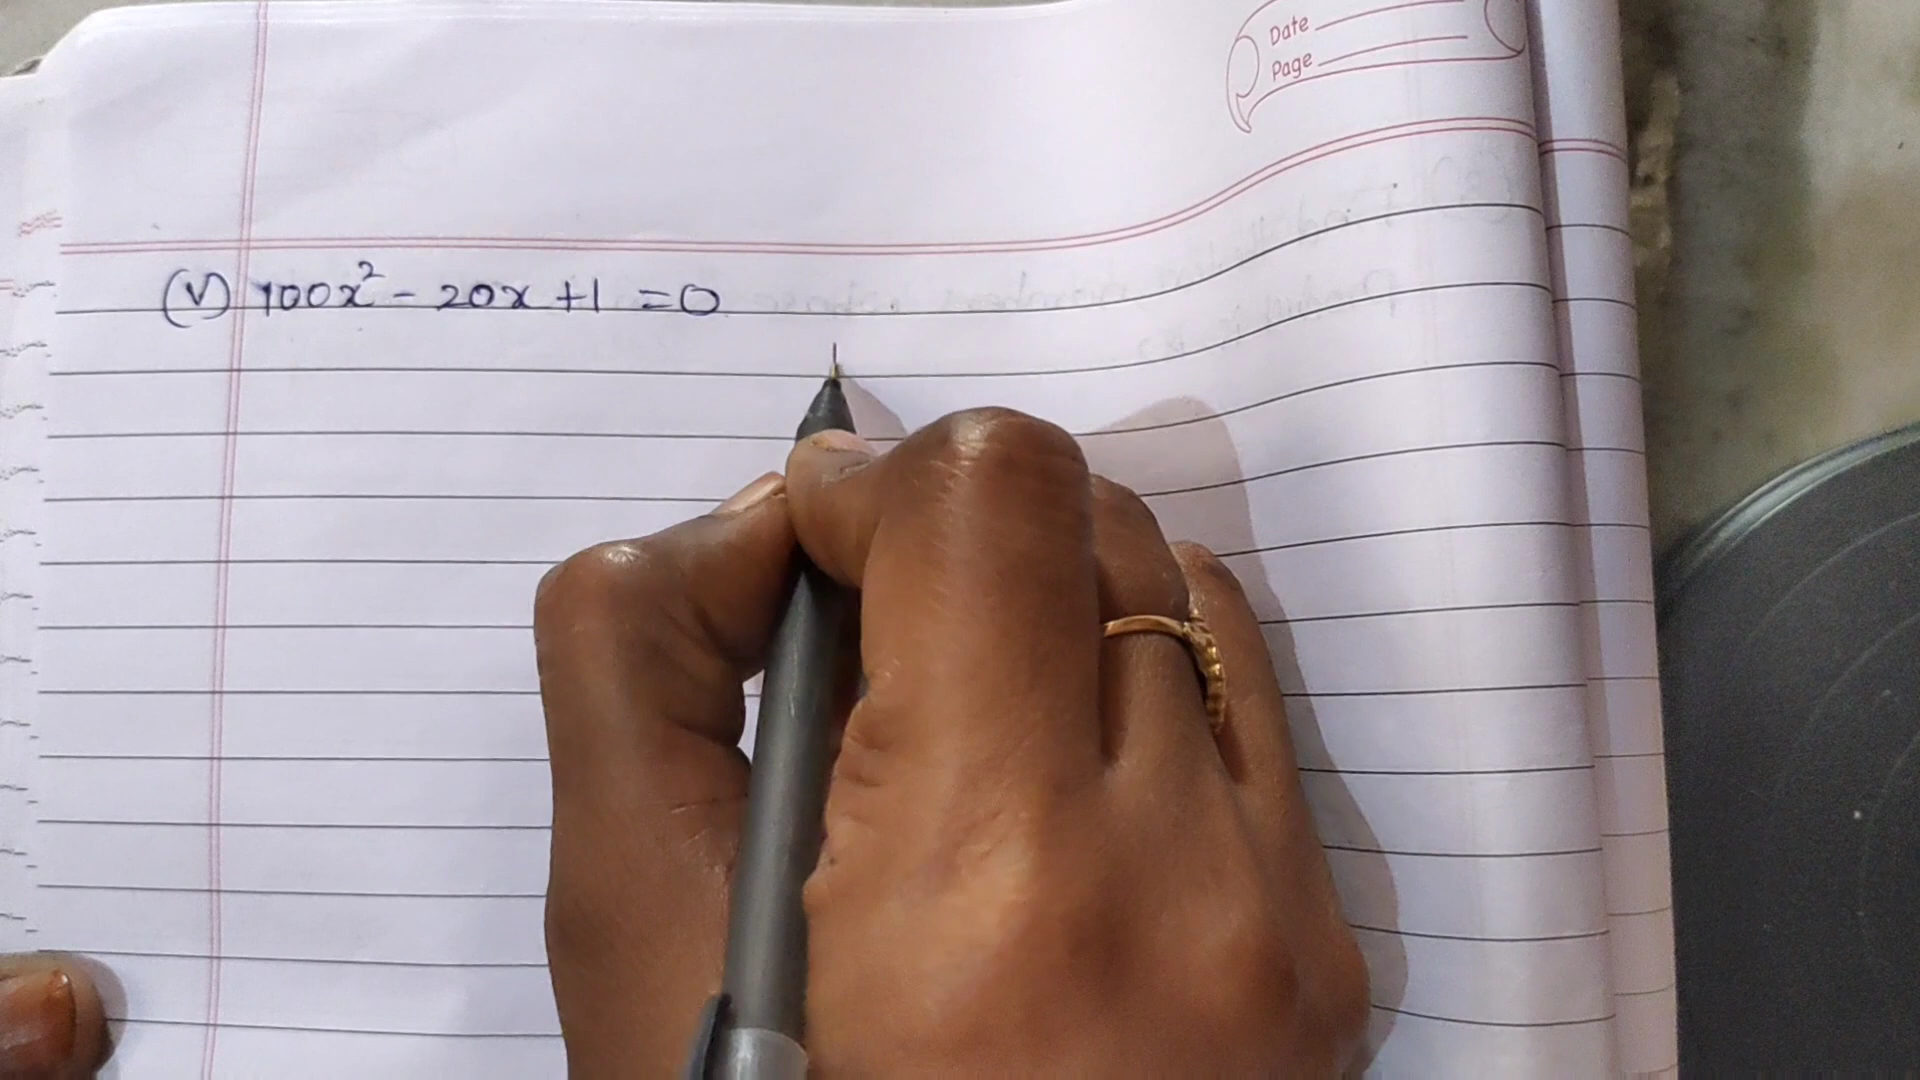 Date
Page
(v) 100x² - 20x + 1 = 0